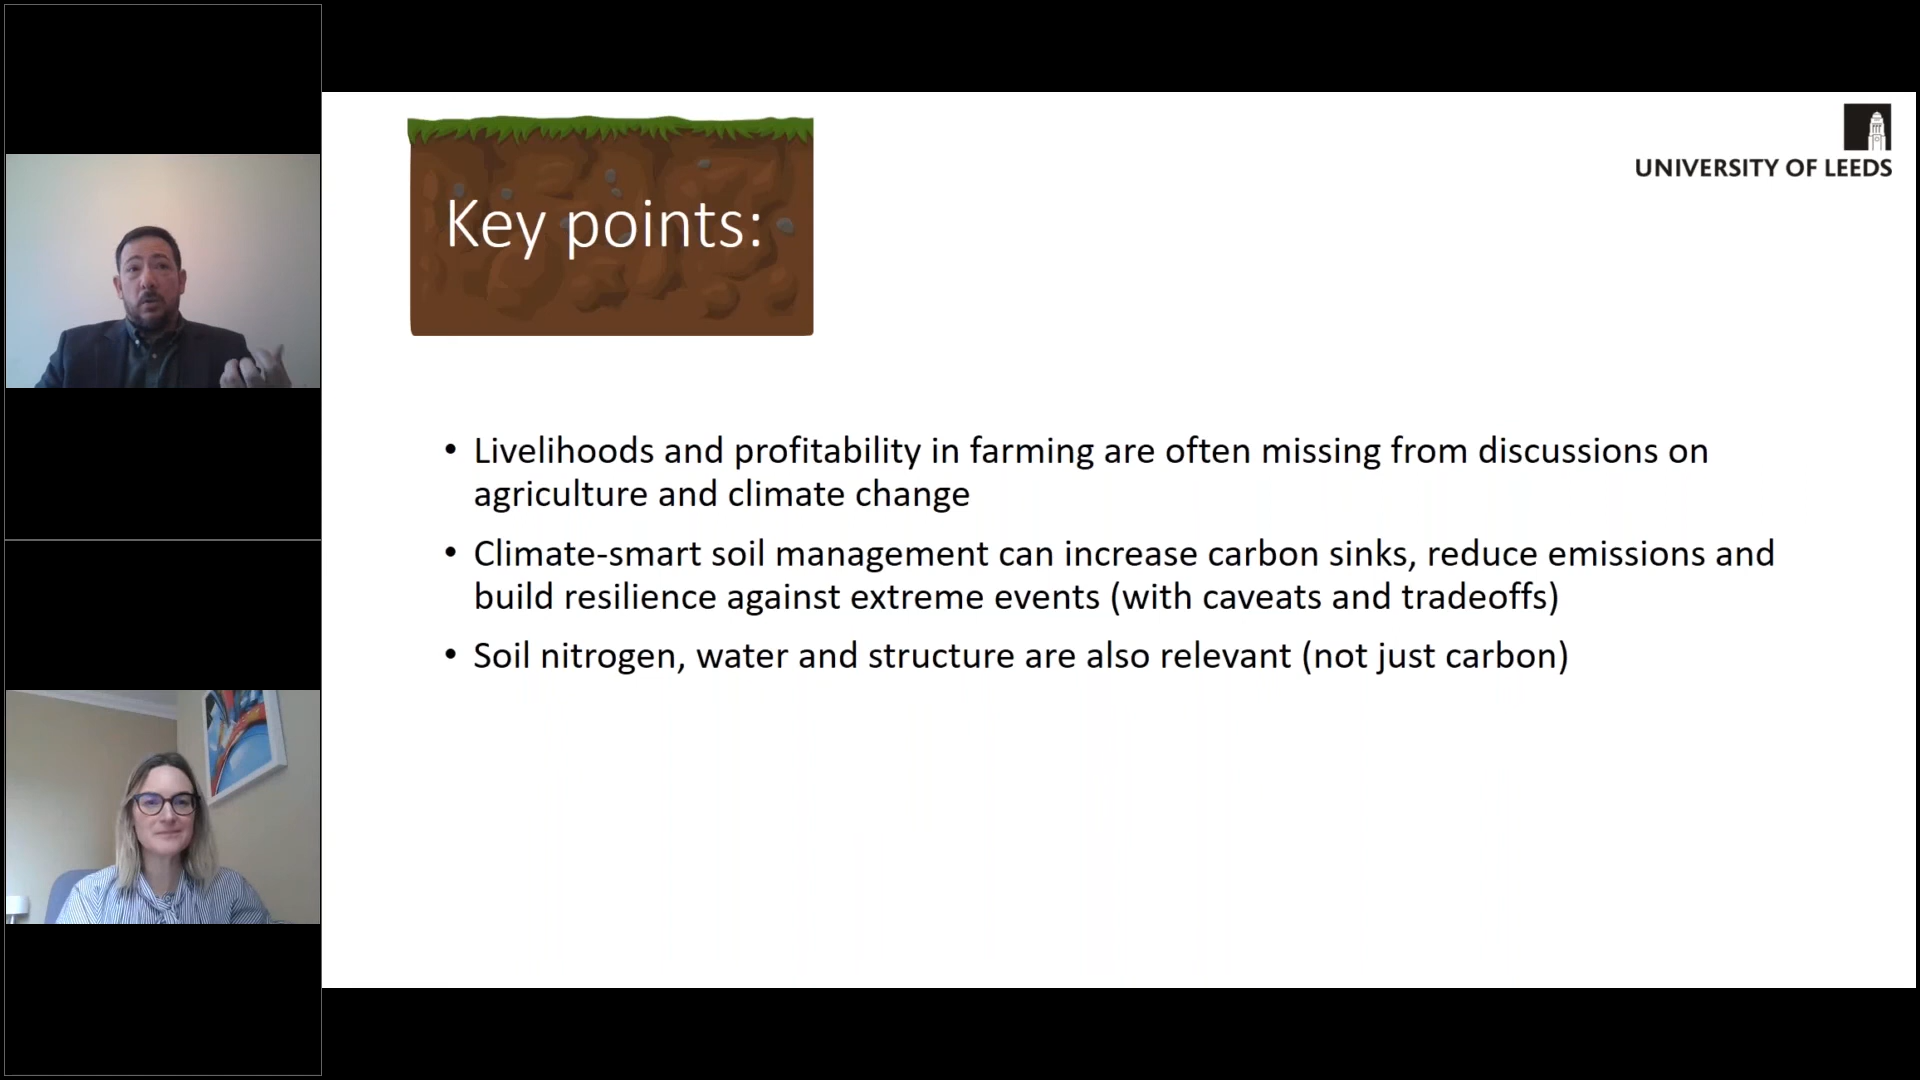 UNIVERSITY OF LEEDS
Key points:
• Livelihoods and profitability in farming are often missing from discussions on
agriculture and climate change
• Climate-smart soil management can increase carbon sinks, reduce emissions and
build resilience against extreme events (with caveats and tradeoffs)
• Soil nitrogen, water and structure are also relevant (not just carbon)